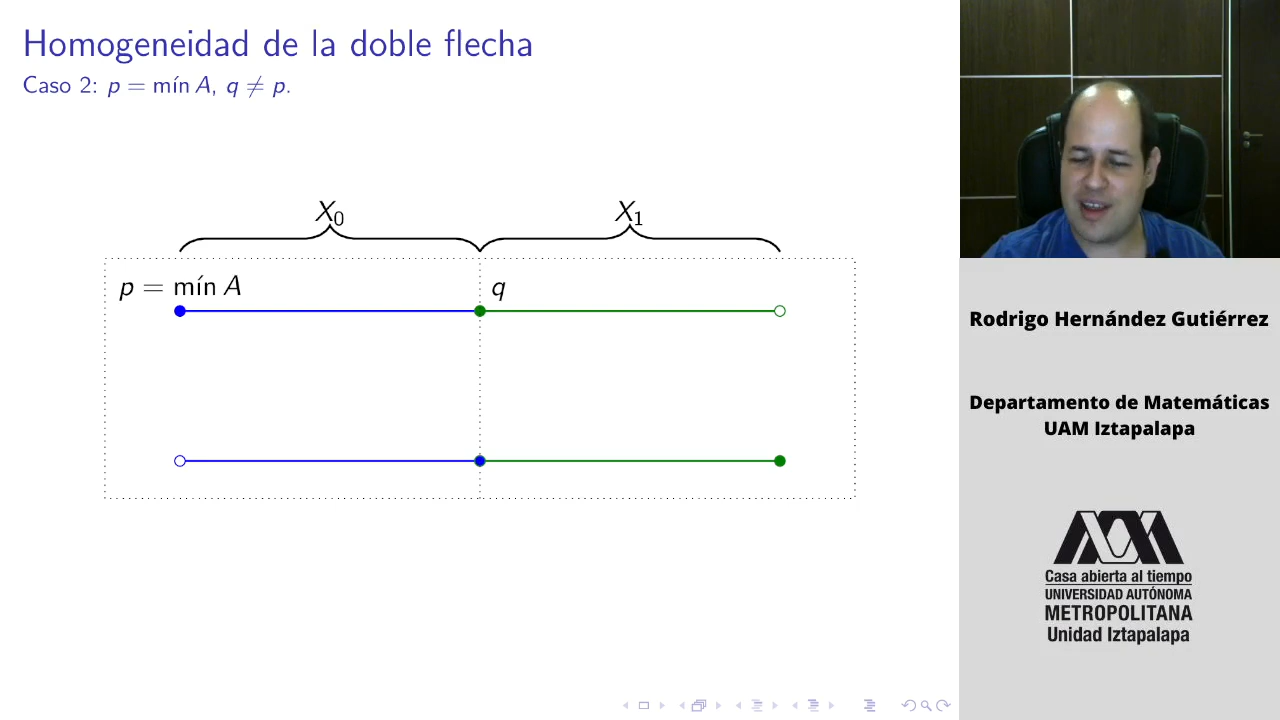 Homogeneidad de la doble flecha
Caso 2: p = mín A, q ≠ p.
X₀ X₁
p = mín A q
Rodrigo Hernández Gutiérrez
Departamento de Matemáticas
UAM Iztapalapa
Casa abierta al tiempo
UNIVERSIDAD AUTÓNOMA
METROPOLITANA
Unidad Iztapalapa